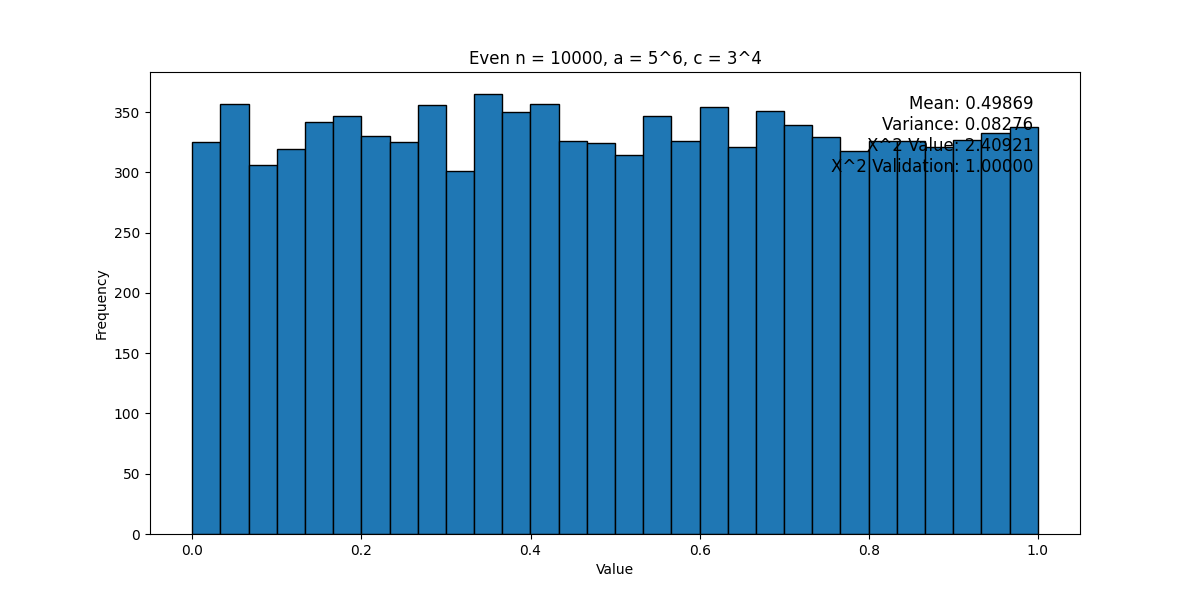 Even n = 10000, a = 5^6, c = 3^4
Mean: 0.49869
Variance: 0.08276
X^2 Value: 2.40921
X^2 Validation: 1.00000
Frequency
350
300
250
200
150
100
50
0
0.0 0.2 0.4 0.6 0.8 1.0
Value